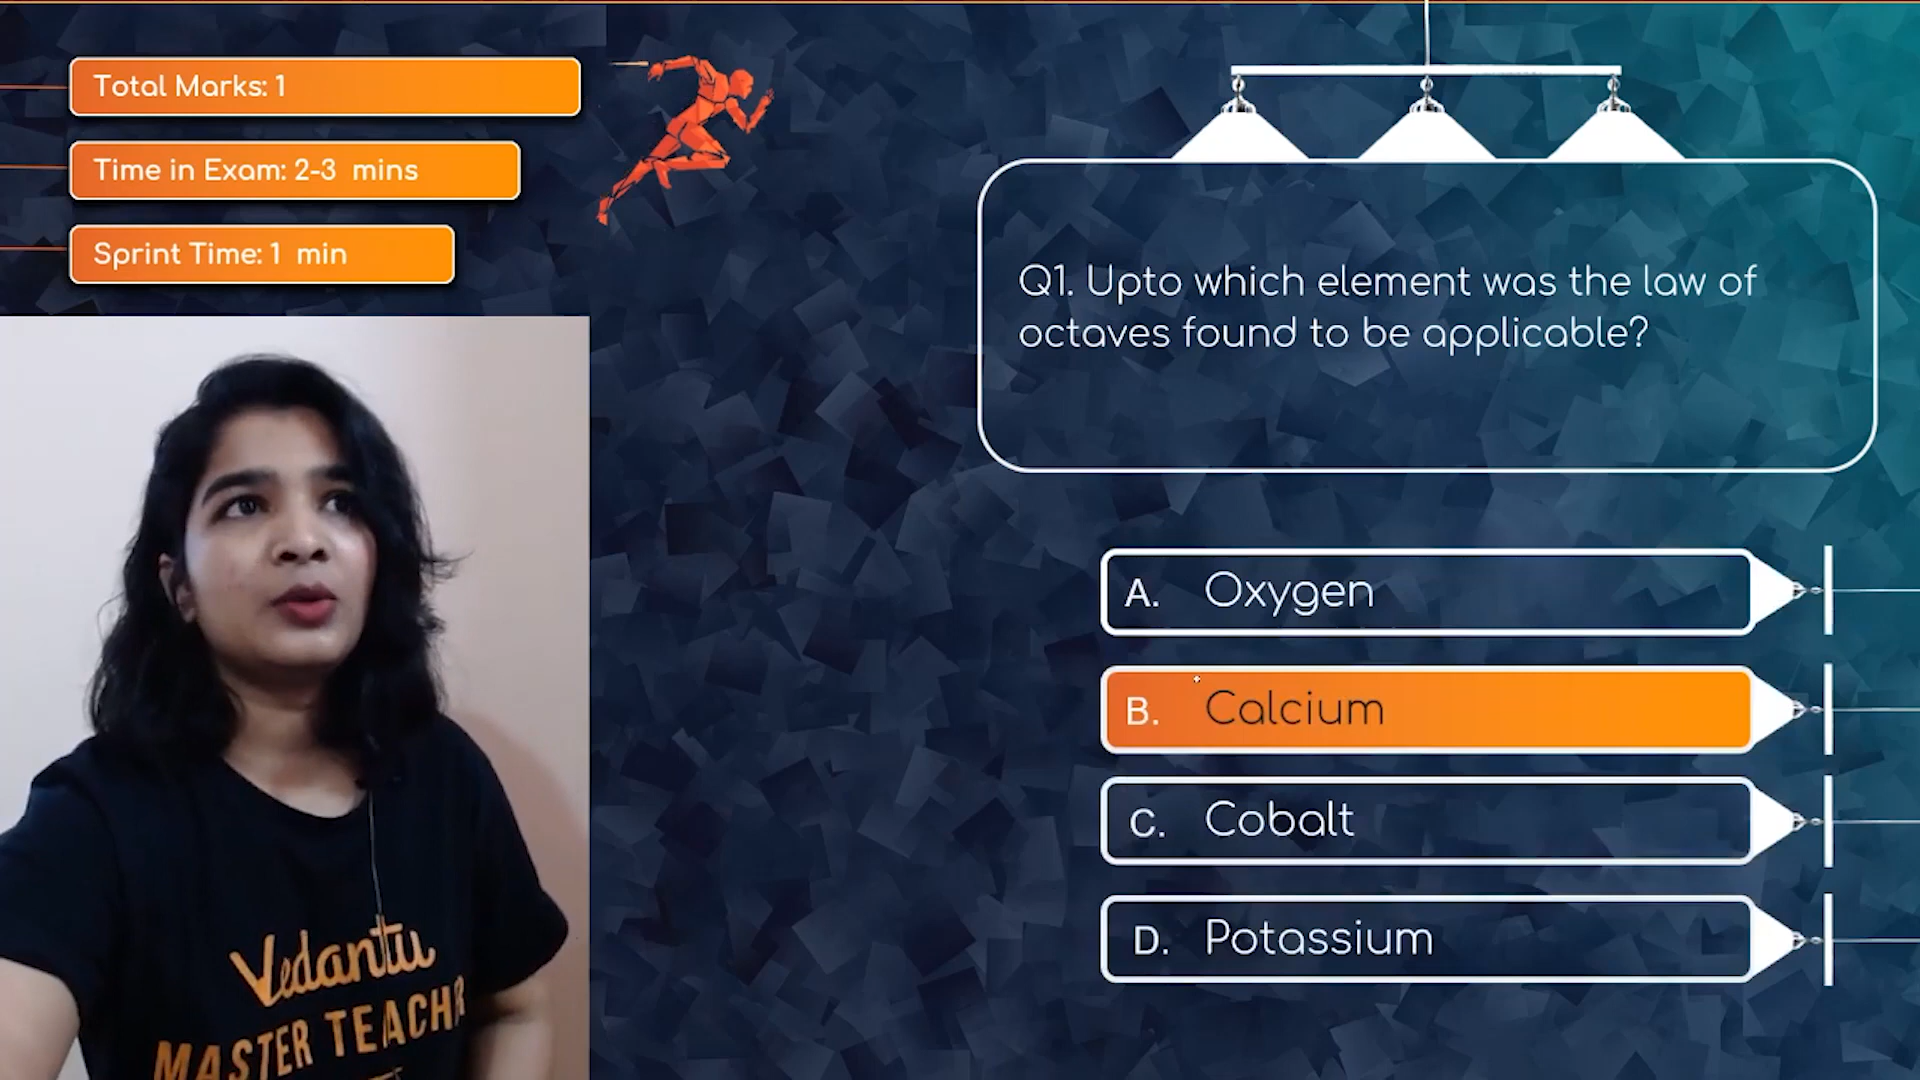 Total Marks: 1
Time in Exam: 2-3 mins
Sprint Time: 1 min
Q1. Upto which element was the law of
octaves found to be applicable?
A. Oxygen
B. Calcium
C. Cobalt
D. Potassium
Vedantu
MASTER TEACHR